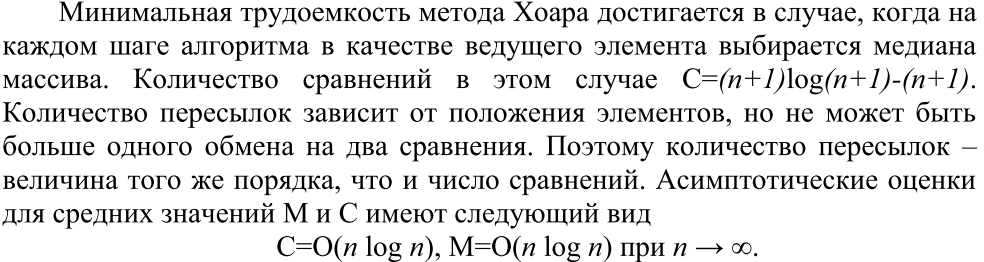 Минимальная трудоемкость метода Хоара достигается в случае, когда на
каждом шаге алгоритма в качестве ведущего элемента выбирается медиана
массива. Количество сравнений в этом случае C=(n+1)log(n+1)-(n+1).
Количество пересылок зависит от положения элементов, но не может быть
больше одного обмена на два сравнения. Поэтому количество пересылок –
величина того же порядка, что и число сравнений. Асимптотические оценки
для средних значений М и С имеют следующий вид
С=O(n log n), М=O(n log n) при n → ∞.